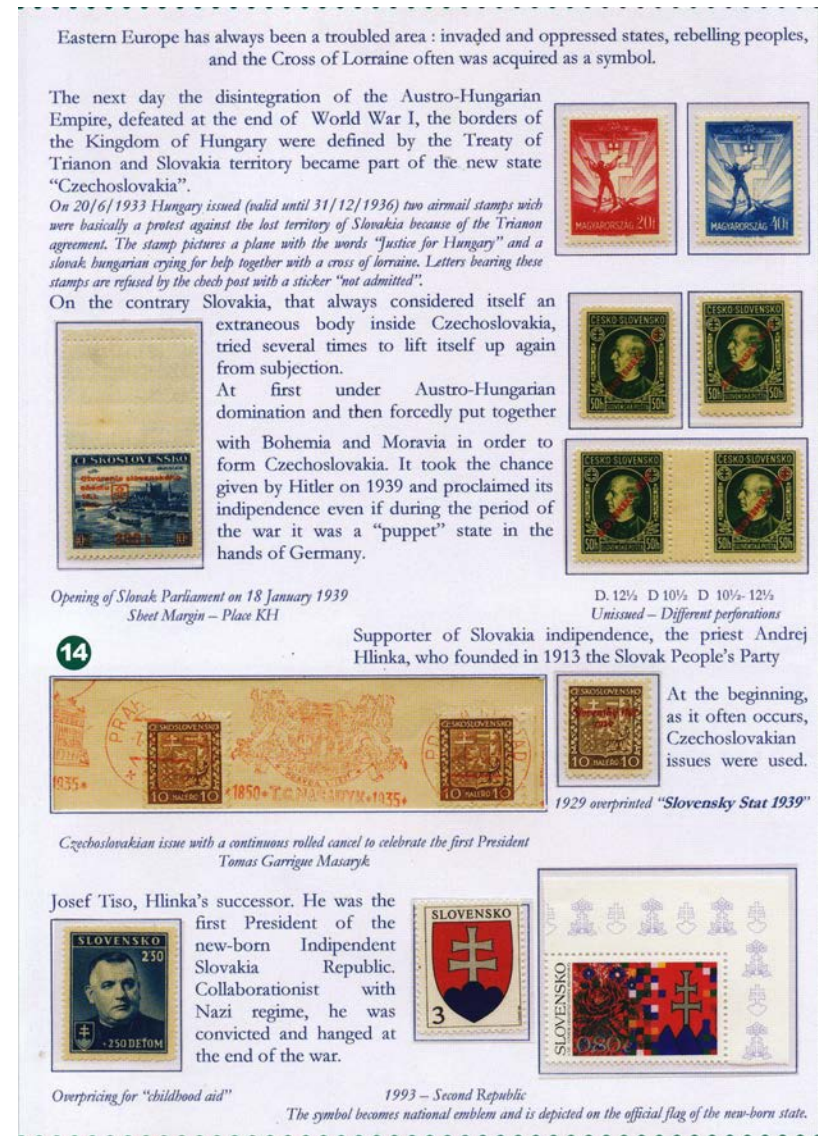 Eastern Europe has always been a troubled area : invaded and oppressed states, rebelling peoples,
and the Cross of Lorraine often was acquired as a symbol.
The next day the disintegration of the Austro-Hungarian
Empire, defeated at the end of World War I, the borders of
the Kingdom of Hungary were defined by the Treaty of
Trianon and Slovakia territory became part of the new state
“Czechoslovakia”.
On 20/6/1933 Hungary issued (valid until 31/12/1936) two airmail stamps wich
were basically a protest against the lost territory of Slovakia because of the Trianon
agreement. The stamp pictures a plane with the words “Justice for Hungary” and a
slovak hungarian crying for help together with a cross of lorraine. Letters bearing these
stamps are refused by the chech post with a sticker “not admitted”.
MAGYARORSZÁG 20f
MAGYARORSZÁG 40f
On the contrary Slovakia, that always considered itself an
extraneous body inside Czechoslovakia,
tried several times to lift itself up again
from subjection.
At first under Austro-Hungarian
domination and then forcedly put together
with Bohemia and Moravia in order to
form Czechoslovakia. It took the chance
given by Hitler on 1939 and proclaimed its
indipendence even if during the period of
the war it was a “puppet” state in the
hands of Germany.
ČESKOSLOVENSKO
Otvorenie slovenského
snemu
300 h
ČESKO-SLOVENSKO
50h
50h
ČESKO-SLOVENSKO
50h
50h
ČESKO-SLOVENSKO
50h
50h
ČESKO-SLOVENSKO
50h
50h
Opening of Slovak Parliament on 18 January 1939
Sheet Margin – Place KH
D. 12½ D 10½ D 10½- 12½
Unissued – Different perforations
14
Supporter of Slovakia indipendence, the priest Andrej
Hlinka, who founded in 1913 the Slovak People's Party
1935*
PRAH
ČESKOSLOVENSKO
10 HALÉŘŮ 10
*1850* T.G. MASARYK *1935*
ČESKOSLOVENSKO
10 HALÉŘŮ 10
ČESKOSLOVENSKO
10 HALÉŘŮ 10
At the beginning,
as it often occurs,
Czechoslovakian
issues were used.
1929 overprinted “Slovensky Stat 1939”
Czechoslovakian issue with a continuous rolled cancel to celebrate the first President
Tomas Garrigue Masaryk
Josef Tiso, Hlinka's successor. He was the
first President of the
new-born Indipendent
Slovakia Republic.
Collaborationist with
Nazi regime, he was
convicted and hanged at
the end of the war.
SLOVENSKO
2'50
+2'50 DEŤOM
SLOVENSKO
3
SLOVENSKO
0,80€
Overpricing for “childhood aid”
1993 – Second Republic
The symbol becomes national emblem and is depicted on the official flag of the new-born state.